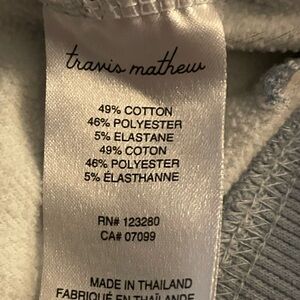 travis mathew
49% COTTON
46% POLYESTER
5% ELASTANE
49% COTON
46% POLYESTER
5% ÉLASTHANNE
RN# 123280
CA# 07099
MADE IN THAILAND
FABRIQUÉ EN THAÏLANDE